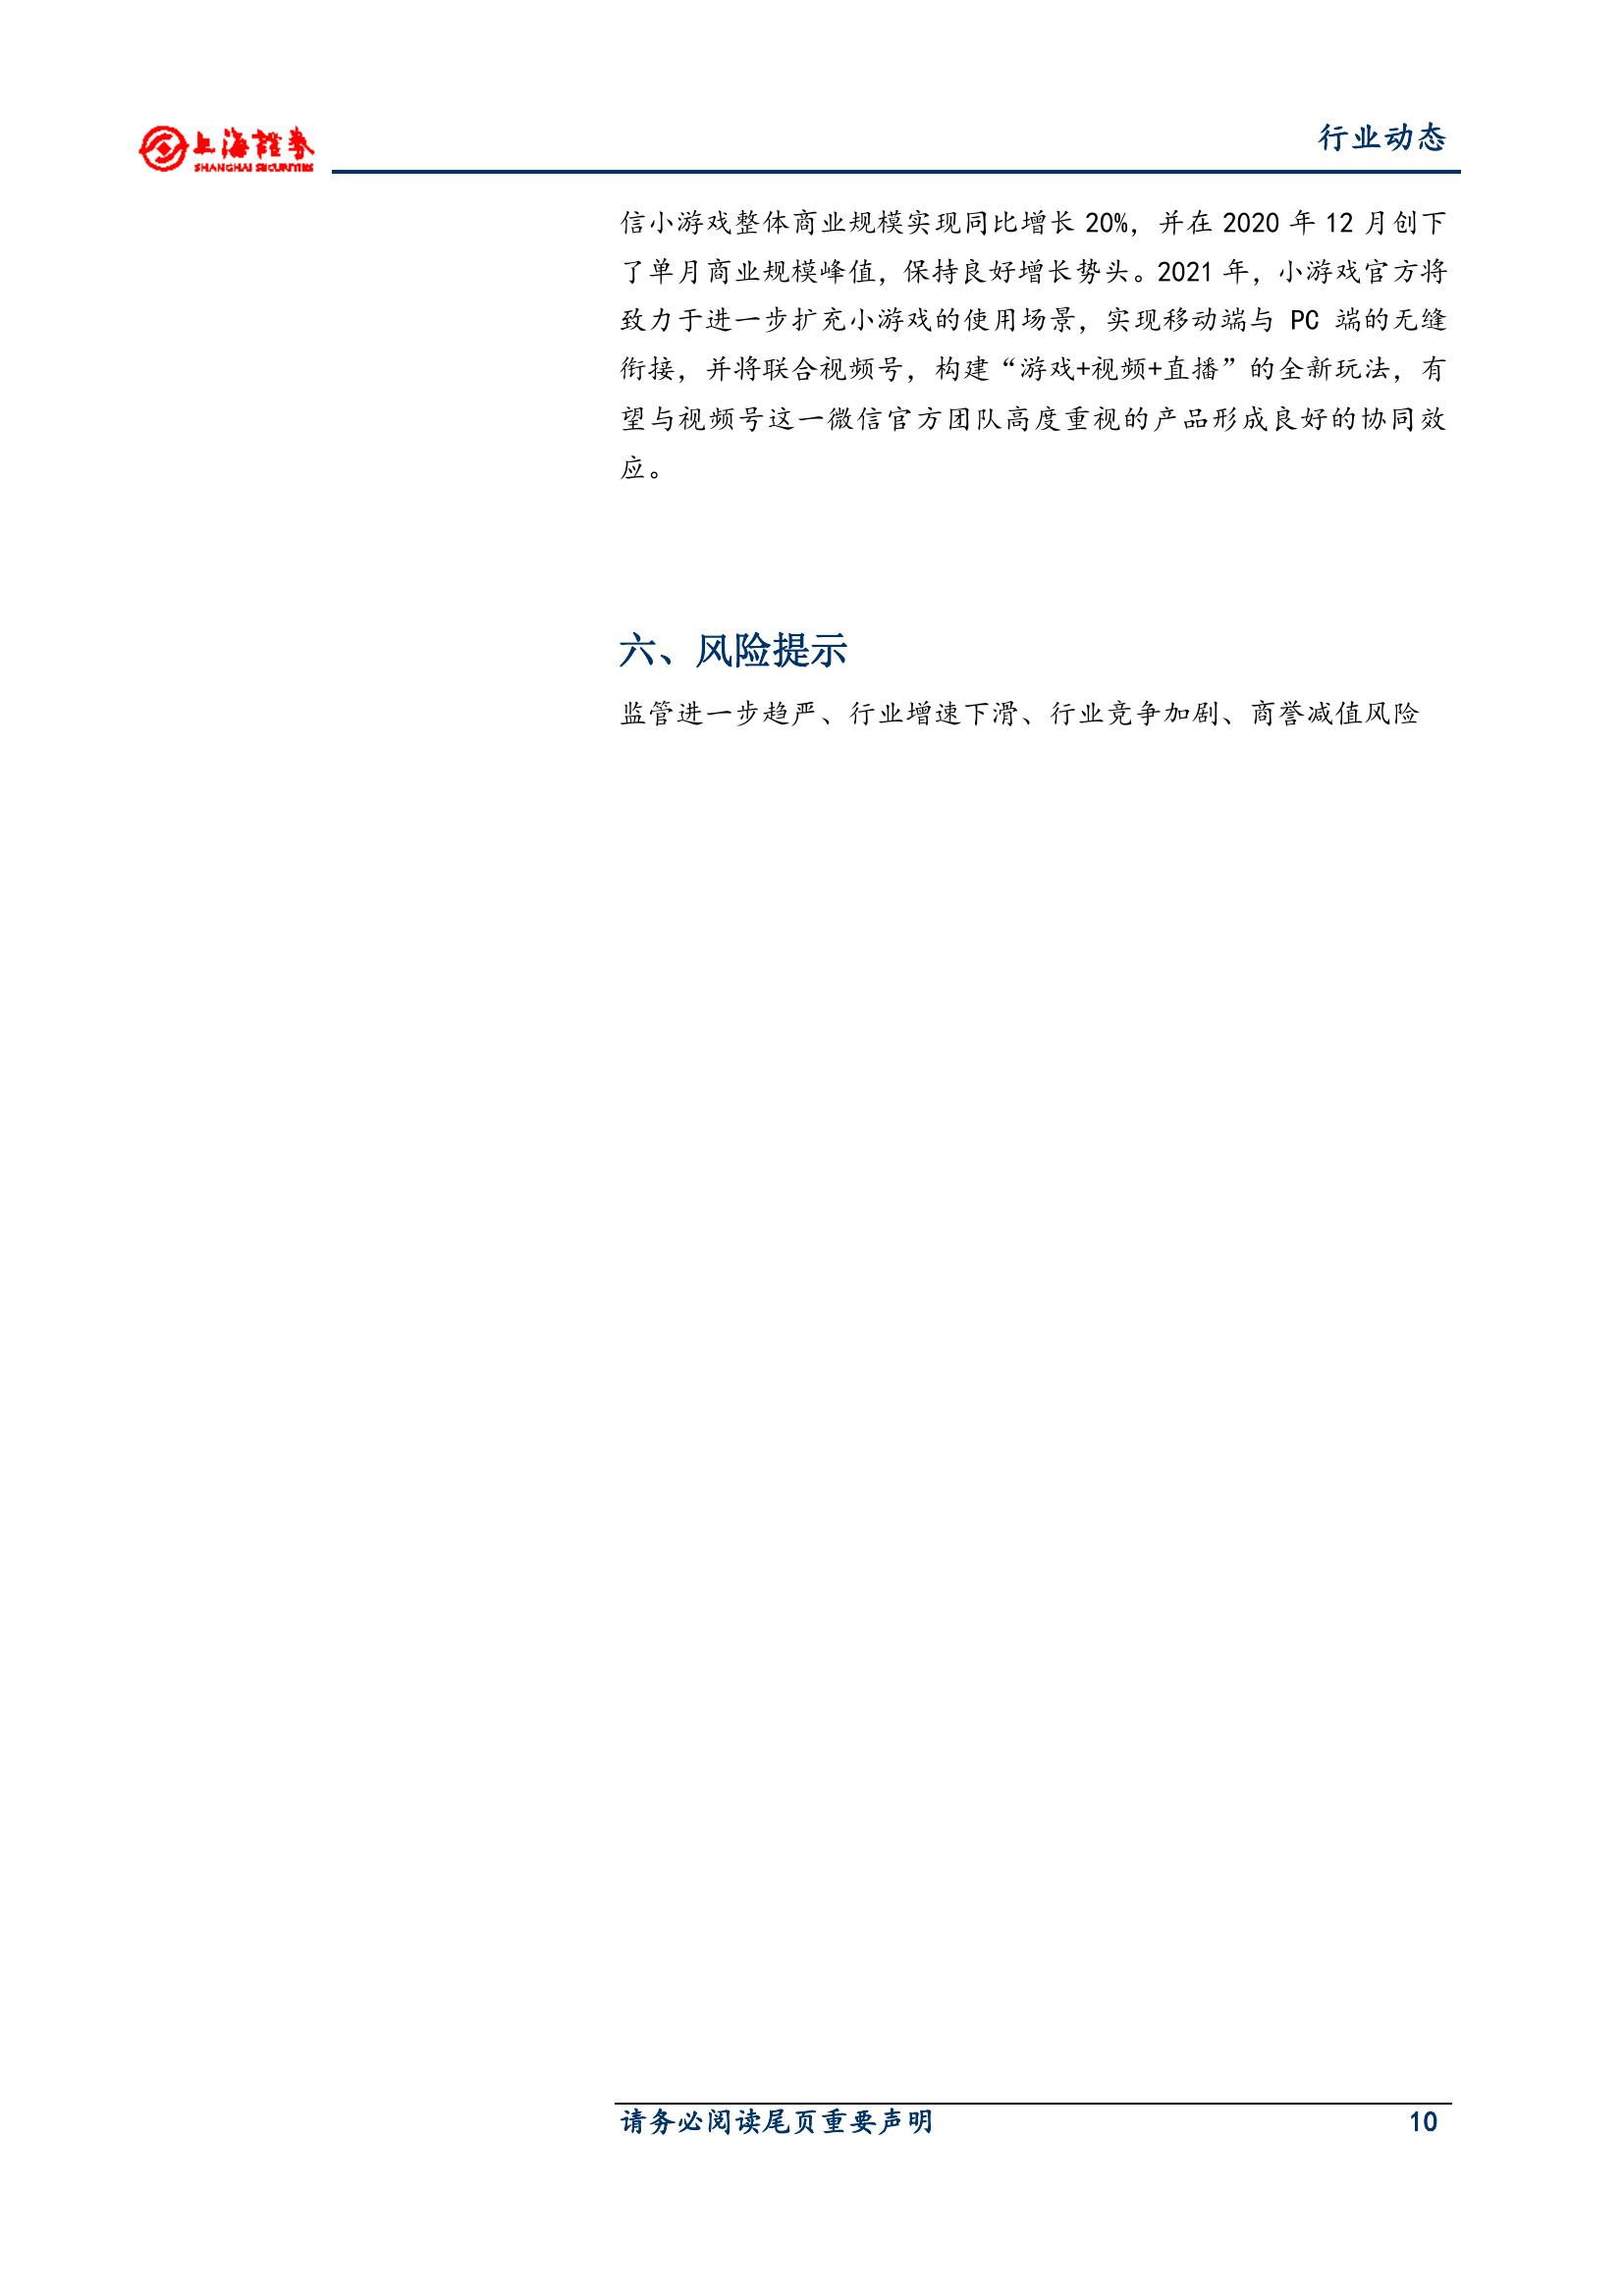 上海證券
SHANGHAI SECURITIES
行业动态
信小游戏整体商业规模实现同比增长 20%，并在 2020 年 12 月创下
了单月商业规模峰值，保持良好增长势头。2021 年，小游戏官方将
致力于进一步扩充小游戏的使用场景，实现移动端与 PC 端的无缝
衔接，并将联合视频号，构建“游戏+视频+直播”的全新玩法，有
望与视频号这一微信官方团队高度重视的产品形成良好的协同效
应。
六、风险提示
监管进一步趋严、行业增速下滑、行业竞争加剧、商誉减值风险
请务必阅读尾页重要声明
10